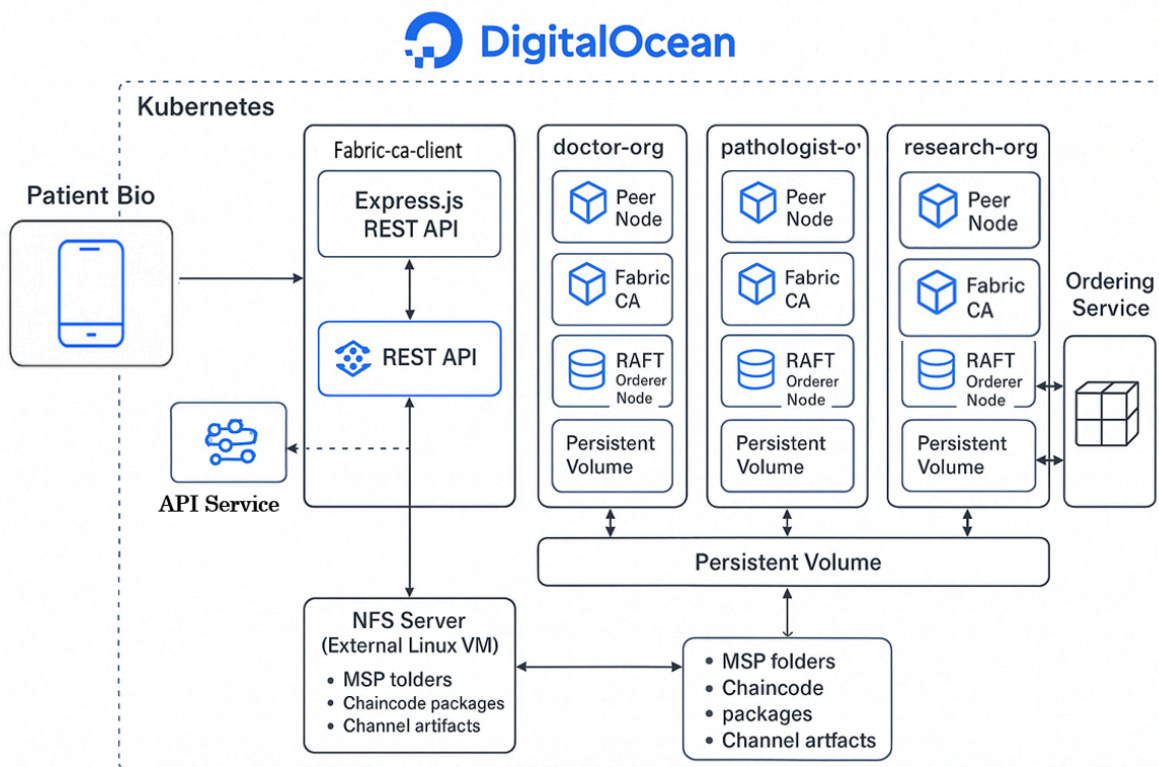 DigitalOcean
Kubernetes
Patient Bio
Fabric-ca-client
Express.js
REST API
REST API
API Service
doctor-org
Peer
Node
Fabric
CA
RAFT
Orderer
Node
Persistent
Volume
pathologist-o
Peer
Node
Fabric
CA
RAFT
Orderer
Node
Persistent
Volume
research-org
Peer
Node
Fabric
CA
RAFT
Orderer
Node
Persistent
Volume
Ordering
Service
Persistent Volume
NFS Server
(External Linux VM)
• MSP tolders
• Chaincode packages
• Channel artifacts
• MSP folders
• Chaincode
• packages
• Channel artfacts